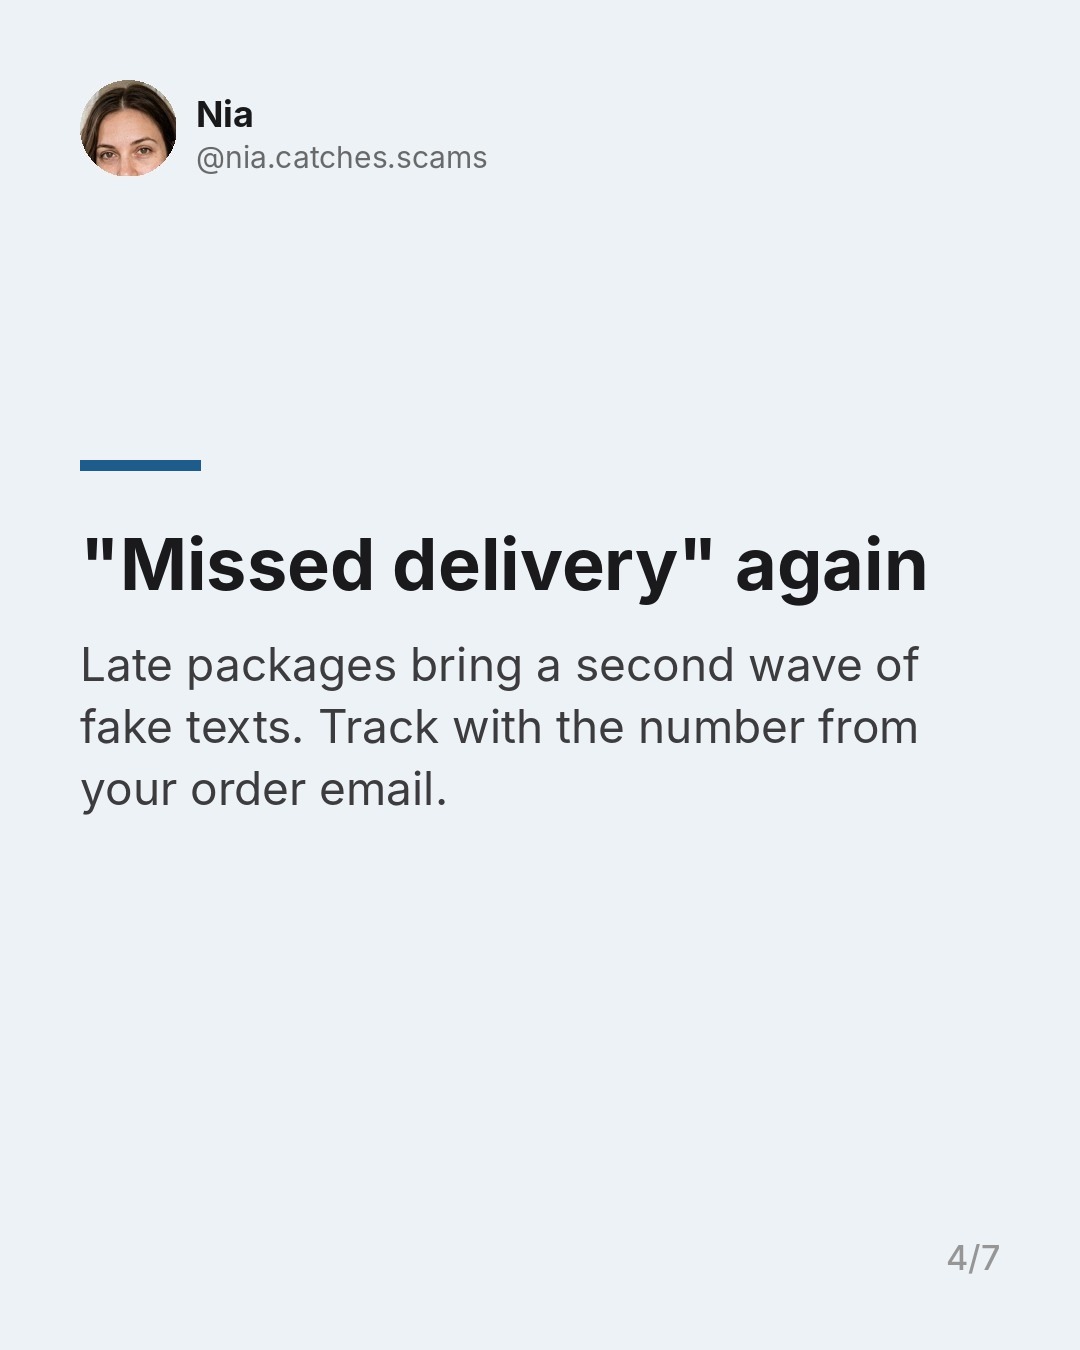 Nia
@nia.catches.scams
"Missed delivery" again
Late packages bring a second wave of
fake texts. Track with the number from
your order email.
4/7